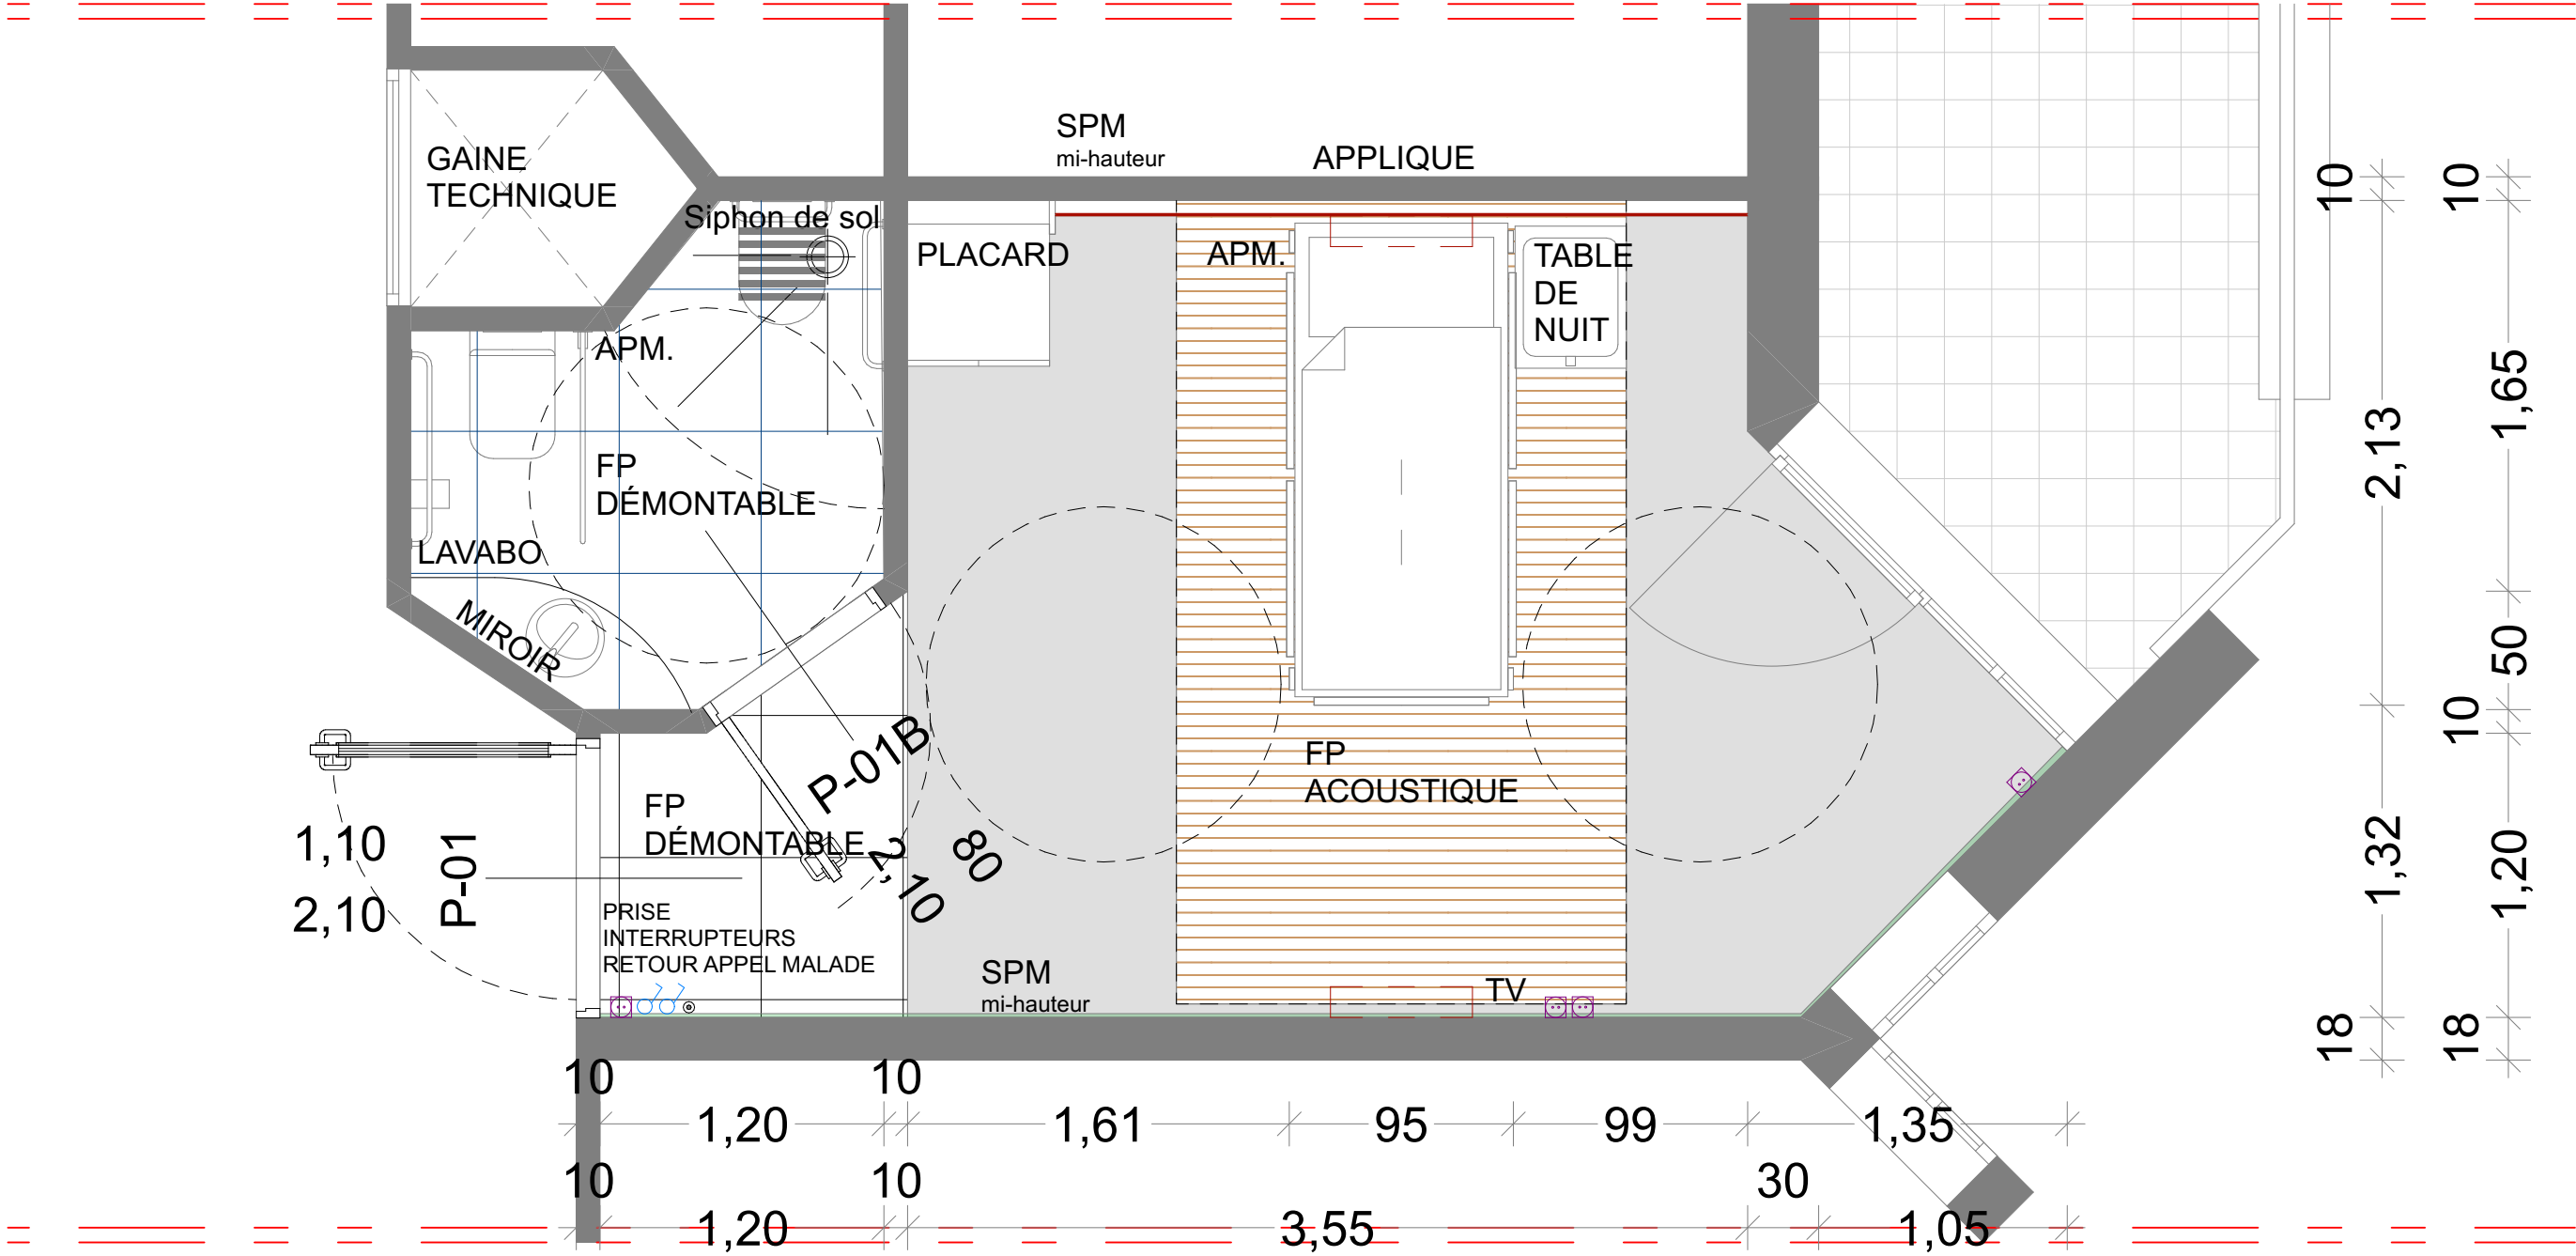 SPM
mi-hauteur
APPLIQUE
GAINE
TECHNIQUE
Siphon de sol
PLACARD
APM.
TABLE
DE
NUIT
APM.
FP
DÉMONTABLE
LAVABO
MIROIR
P-01B
2,10
80
FP
DÉMONTABLE
FP
ACOUSTIQUE
1,10
2,10
P-01
PRISE
INTERRUPTEURS
RETOUR APPEL MALADE
SPM
mi-hauteur
TV
10
10
1,20
1,61
95
99
1,35
10
10
30
1,20
3,55
1,05
10
2,13
1,32
18
10
1,65
50
10
1,20
18